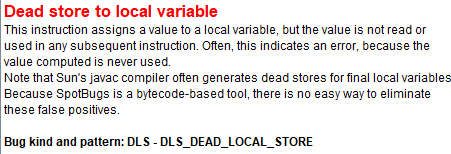 Dead store to local variable
This instruction assigns a value to a local variable, but the value is not read or
used in any subsequent instruction. Often, this indicates an error, because the
value computed is never used.
Note that Sun's javac compiler often generates dead stores for final local variables
Because SpotBugs is a bytecode-based tool, there is no easy way to eliminate
these false positives.
Bug kind and pattern: DLS - DLS_DEAD_LOCAL_STORE